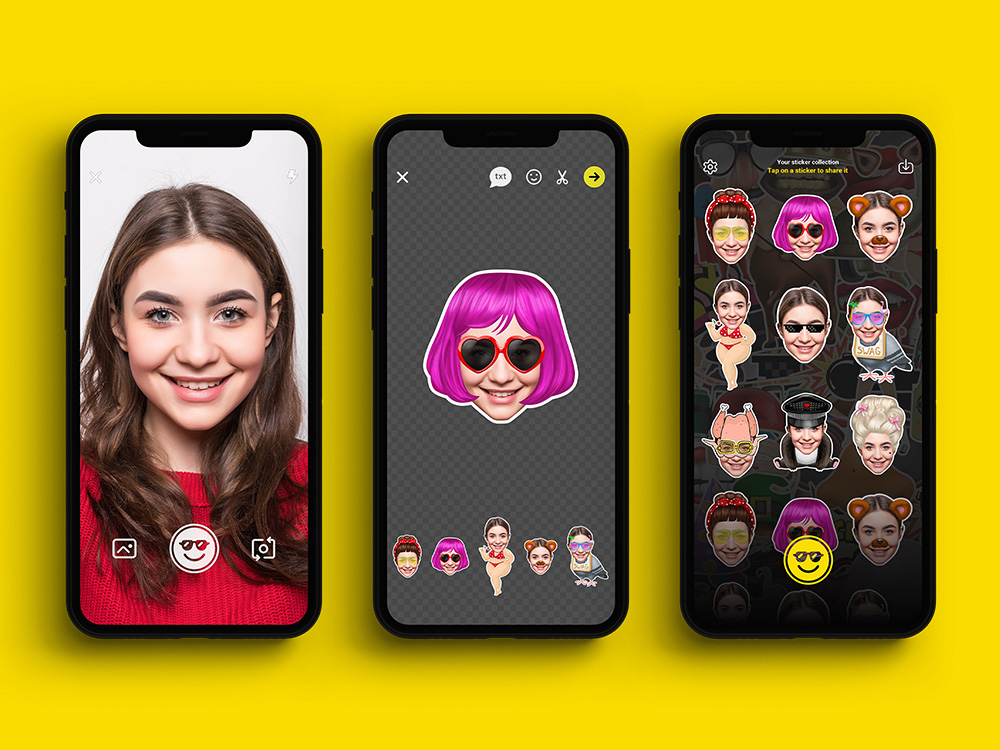 txt
Your sticker collection
Tap on a sticker to share it
SWAG
SWAG